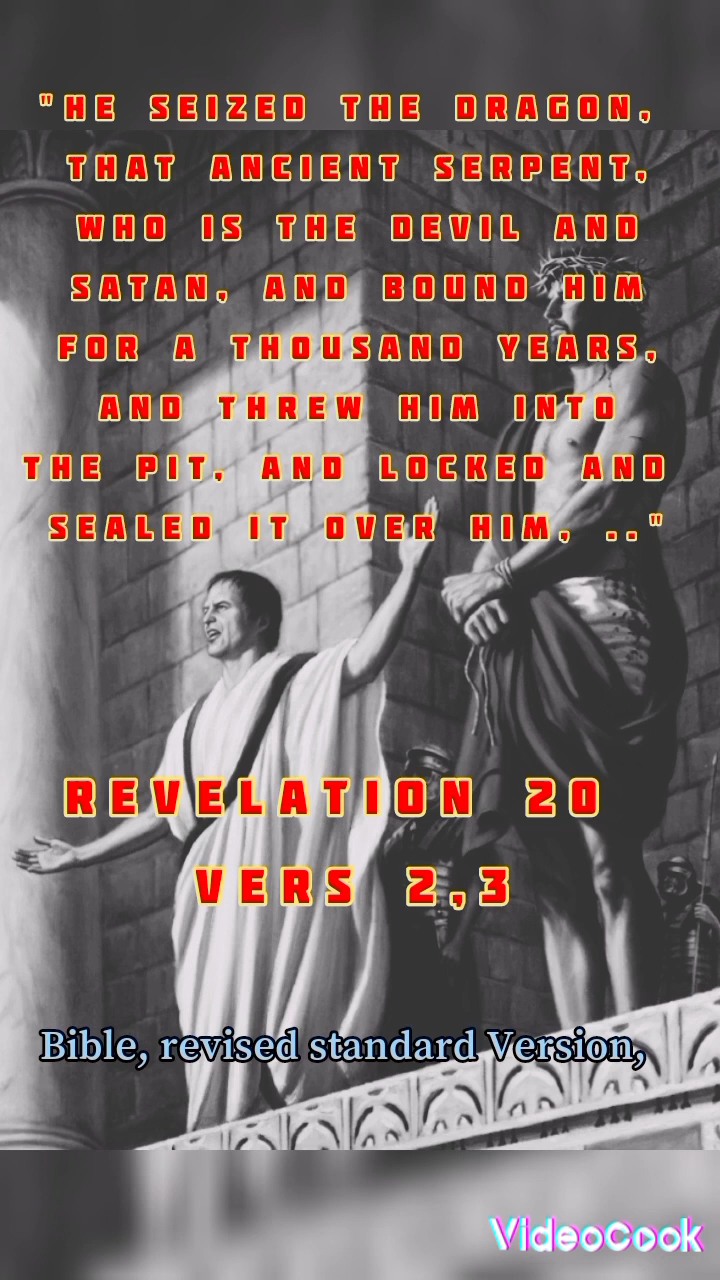 "HE SEIZED THE DRAGON,
THAT ANCIENT SERPENT,
WHO IS THE DEVIL AND
SATAN, AND BOUND HIM
FOR A THOUSAND YEARS,
AND THREW HIM INTO
THE PIT, AND LOCKED AND
SEALED IT OVER HIM, .."
REVELATION 20
VERS 2,3
Bible, revised standard Version,
VideoCook